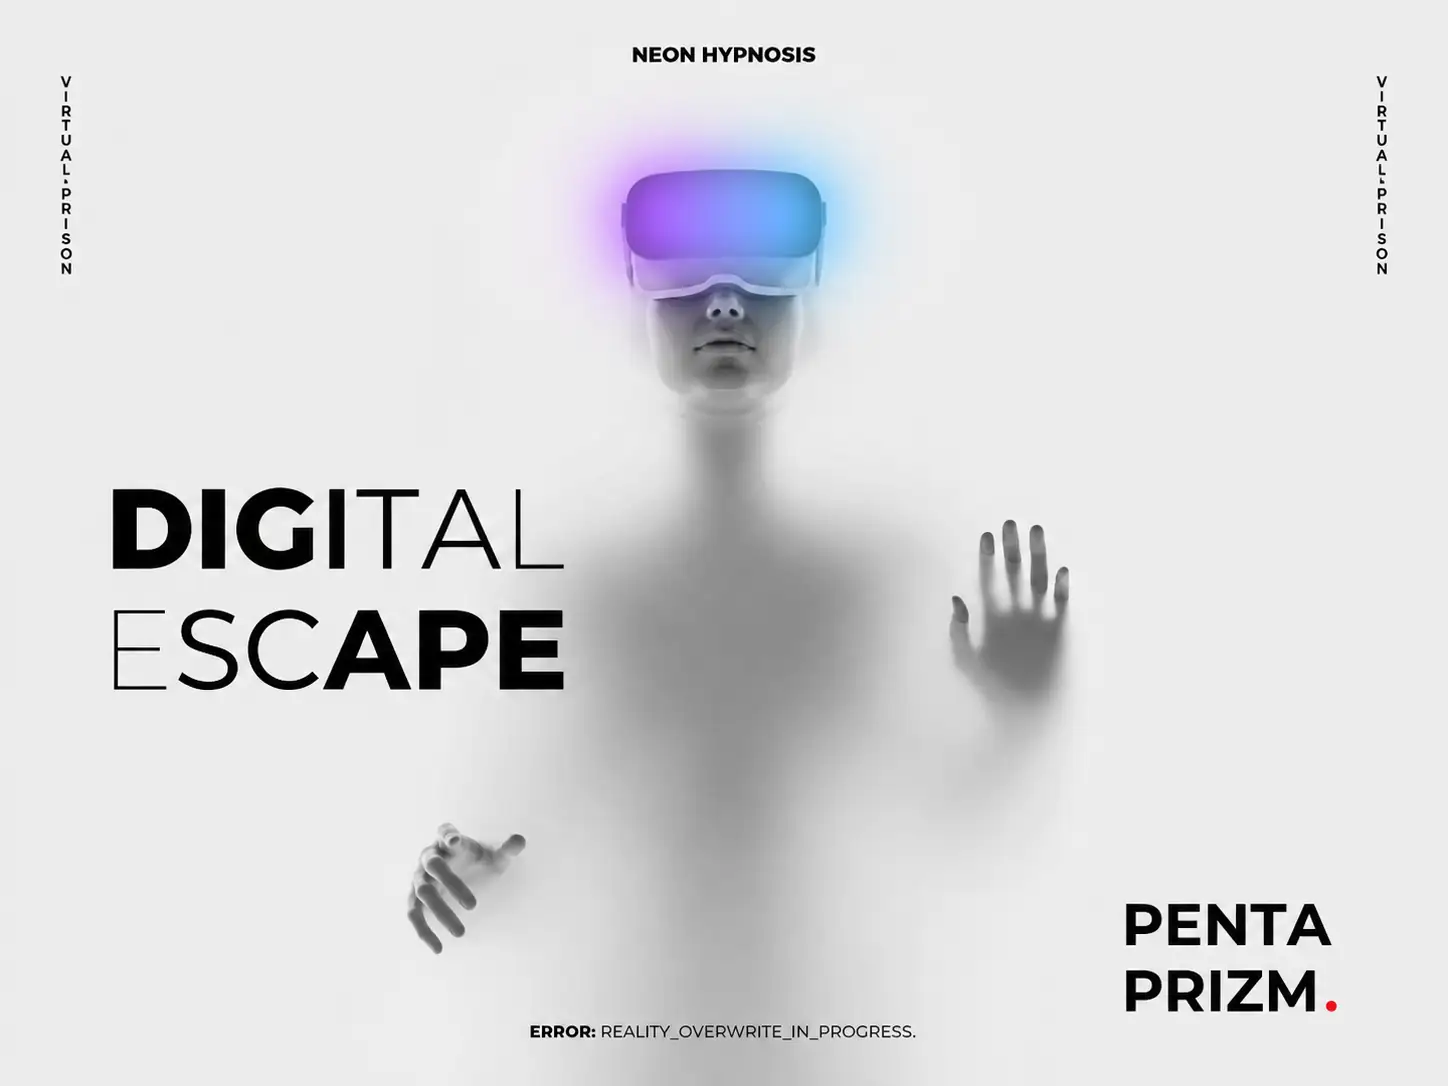 NEON HYPNOSIS
VIRTUAL-PRISON
VIRTUAL-PRISON
DIGITAL
ESCAPE
PENTA
PRIZM.
ERROR: REALITY_OVERWRITE_IN_PROGRESS.